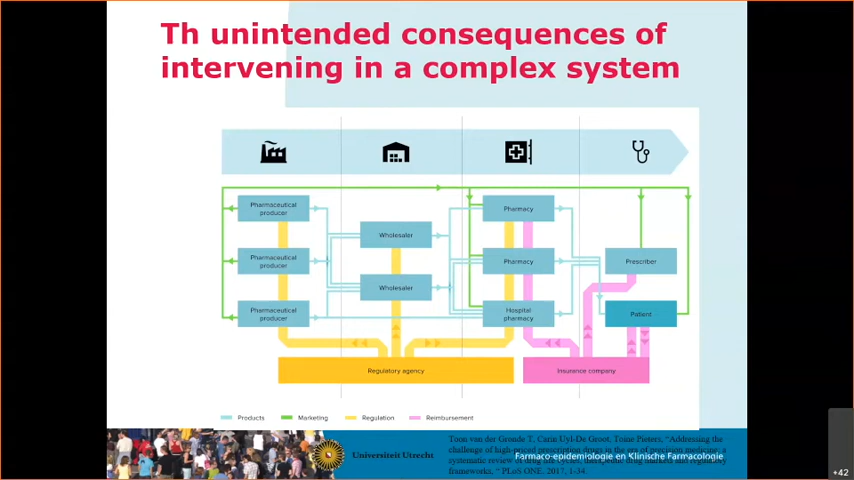 Th unintended consequences of
intervening in a complex system
Pharmaceutical
producer
Pharmacy
Wholesaler
Pharmaceutical
producer
Pharmacy
Prescriber
Wholesaler
Pharmaceutical
producer
Hospital
pharmacy
Patient
Regulatory agency
Insurance company
Products
Marketing
Regulation
Reimbursement
Universiteit Utrecht
Toon van der Gronde T, Carin Uyl-De Groot, Toine Pieters, "Addressing the
challenge of high-priced prescription drugs in the era of precision medicine: a
systematic review of drug life cycles, therapeutic drug markets and regulatory
frameworks, " PLoS ONE, 2017, 1-34.
Farmaco-epidemiologie en Klinische Farmacologie
+42